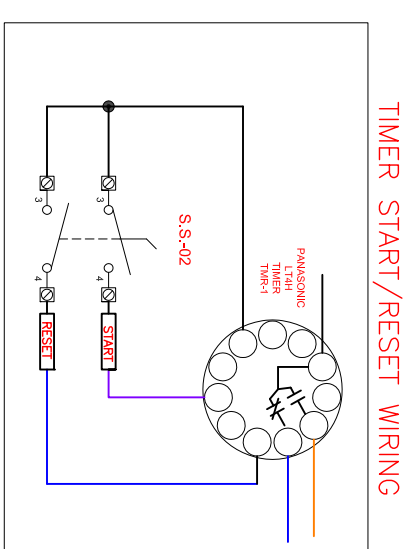 TIMER START/RESET WIRING
PANASONIC
LT4H
TIMER
TMR-1
S.S.-02
3
4
START
3
4
RESET